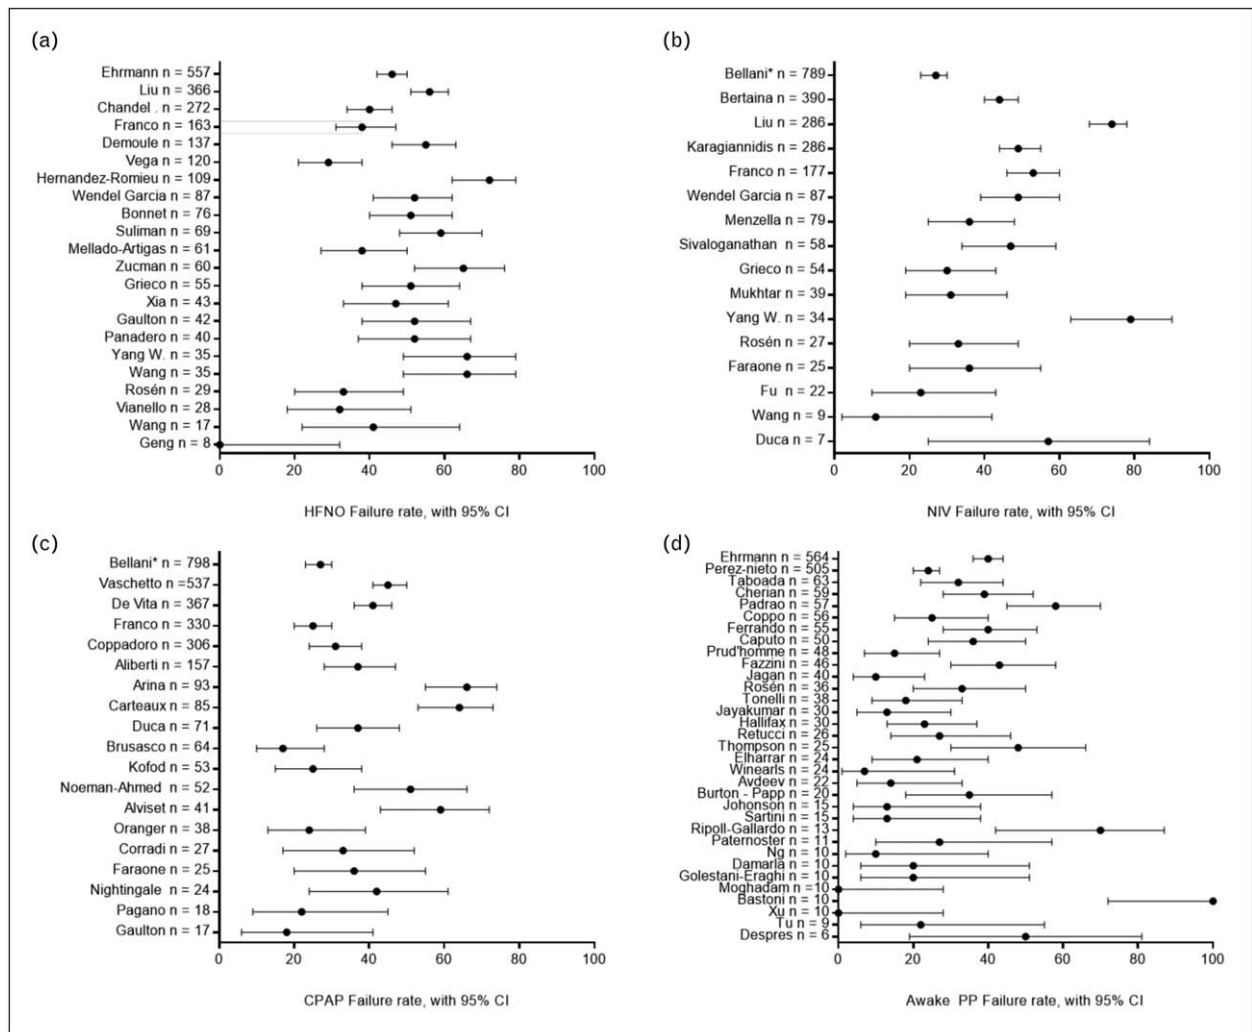 (a)
Ehrmann n = 557
Liu n = 366
Chandel . n = 272
Franco n = 163
Demoule n = 137
Vega n = 120
Hernandez-Romieu n = 109
Wendel Garcia n = 87
Bonnet n = 76
Suliman n = 69
Mellado-Artigas n = 61
Zucman n = 60
Grieco n = 55
Xia n = 43
Gaulton n = 42
Panadero n = 40
Yang W. n = 35
Wang n = 35
Rosén n = 29
Vianello n = 28
Wang n = 17
Geng n = 8
0 20 40 60 80 100
HFNO Failure rate, with 95% CI
(b)
Bellani* n = 789
Bertaina n = 390
Liu n = 286
Karagiannidis n = 286
Franco n = 177
Wendel Garcia n = 87
Menzella n = 79
Sivaloganathan n = 58
Grieco n = 54
Mukhtar n = 39
Yang W. n = 34
Rosén n = 27
Faraone n = 25
Fu n = 22
Wang n = 9
Duca n = 7
0 20 40 60 80 100
NIV Failure rate, with 95% CI
(c)
Bellani* n = 798
Vaschetto n =537
De Vita n = 367
Franco n = 330
Coppadoro n = 306
Aliberti n = 157
Arina n = 93
Carteaux n = 85
Duca n = 71
Brusasco n = 64
Kofod n = 53
Noeman-Ahmed n = 52
Alviset n = 41
Oranger n = 38
Corradi n = 27
Faraone n = 25
Nightingale n = 24
Pagano n = 18
Gaulton n = 17
0 20 40 60 80 100
CPAP Failure rate, with 95% CI
(d)
Ehrmann n = 564
Perez-nieto n = 505
Taboada n = 63
Cherian n = 59
Padrao n = 57
Coppo n = 56
Ferrando n = 55
Caputo n = 50
Prud'homme n = 48
Fazzini n = 46
Jagan n = 40
Rosén n = 36
Tonelli n = 38
Jayakumar n = 30
Hallifax n = 30
Retucci n = 26
Thompson n = 25
Elharrar n = 24
Winearls n = 24
Avdeev n = 22
Burton - Papp n = 20
Johonson n = 15
Sartini n = 15
Ripoll-Gallardo n = 13
Paternoster n = 11
Ng n = 10
Damarla n = 10
Golestani-Eraghi n = 10
Moghadam n =10
Bastoni n = 10
Xu n = 10
Tu n = 9
Despres n = 6
0 20 40 60 80 100
Awake PP Failure rate, with 95% CI